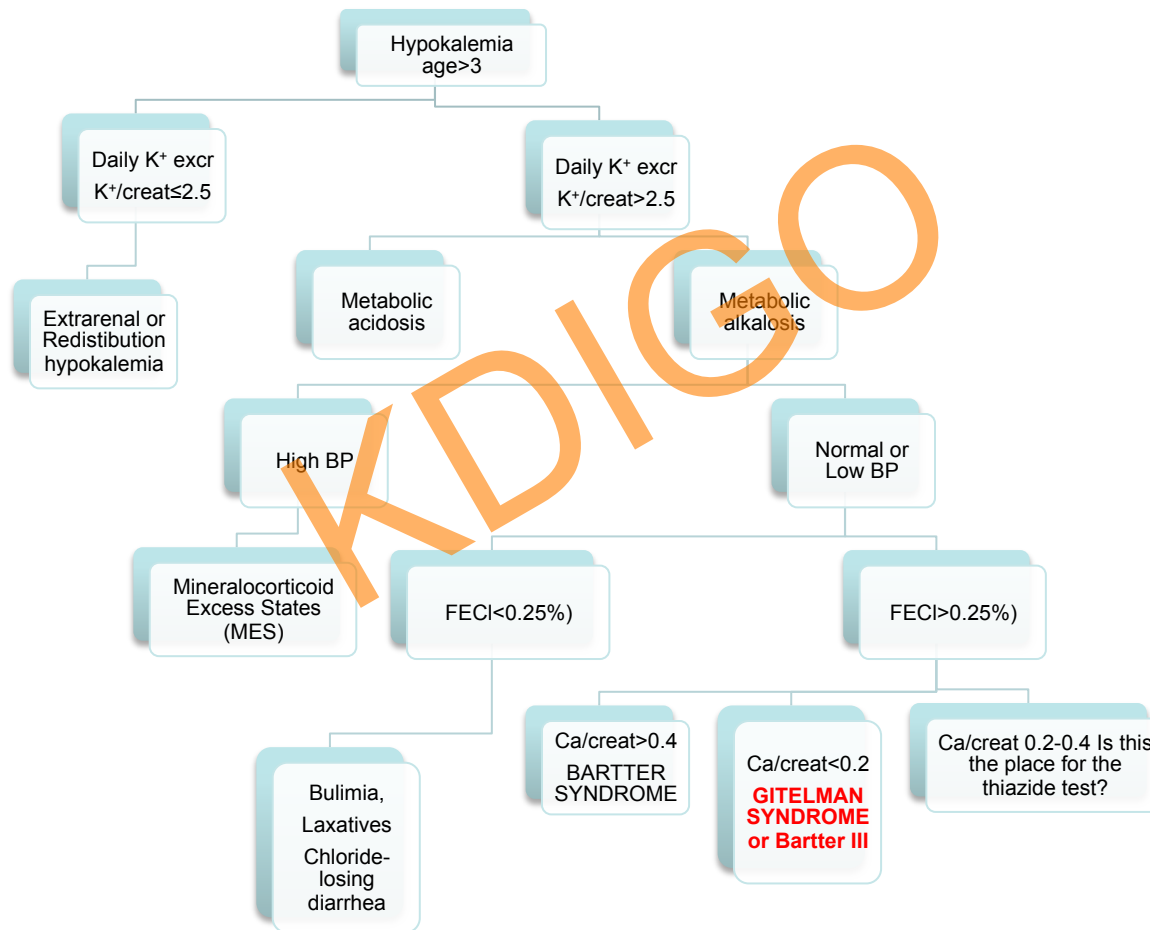 Hypokalemia
age>3
Daily K⁺ excr
K⁺/creat≤2.5
Daily K⁺ excr
K⁺/creat>2.5
Extrarenal or
Redistibution
hypokalemia
Metabolic
acidosis
Metabolic
alkalosis
High BP
Normal or
Low BP
Mineralocorticoid
Excess States
(MES)
FECl<0.25%)
FECl>0.25%)
Bulimia,
Laxatives
Chloride-
losing
diarrhea
Ca/creat>0.4
BARTTER
SYNDROME
Ca/creat<0.2
GITELMAN
SYNDROME
or Bartter III
Ca/creat 0.2-0.4 Is this
the place for the
thiazide test?
KDIGO